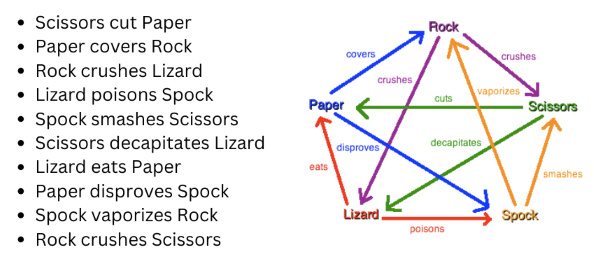 Scissors cut Paper
Paper covers Rock
Rock crushes Lizard
Lizard poisons Spock
Spock smashes Scissors
Scissors decapitates Lizard
Lizard eats Paper
Paper disproves Spock
Spock vaporizes Rock
Rock crushes Scissors
Rock
covers
crushes
crushes
vaporizes
Paper
cuts
Scissors
disproves
decapitates
eats
smashes
Lizard
poisons
Spock